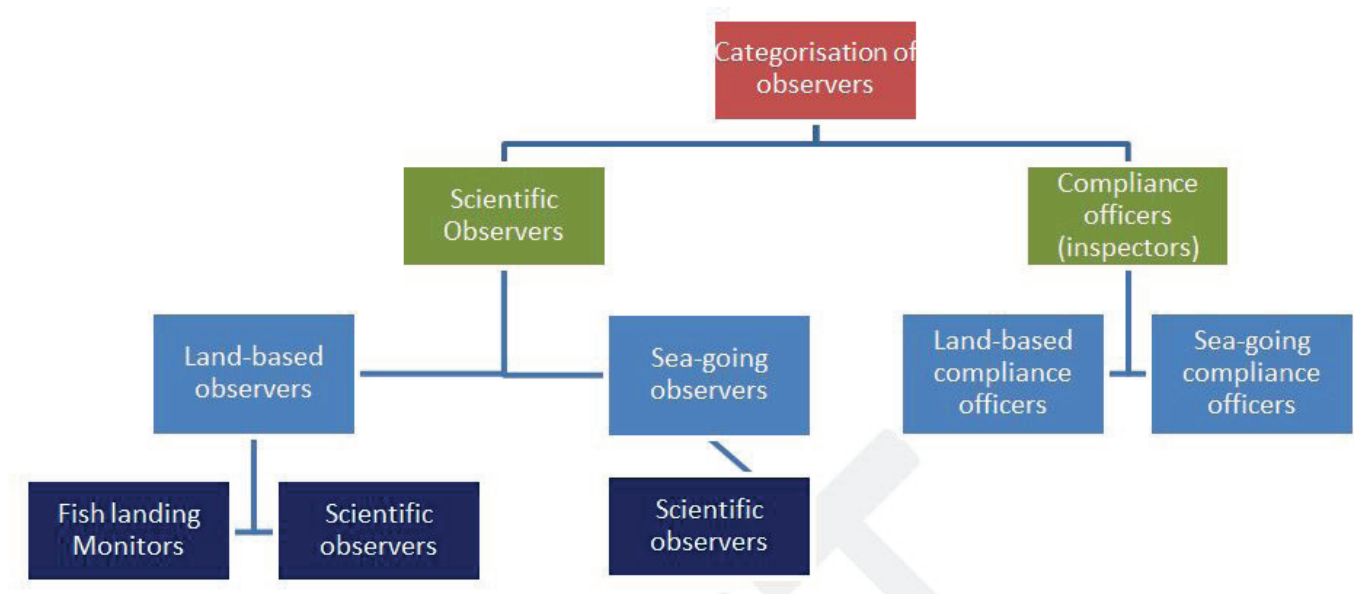 Categorisation of
observers
Scientific
Observers
Compliance
officers
(inspectors)
Land-based
observers
Sea-going
observers
Land-based
compliance
officers
Sea-going
compliance
officers
Fish landing
Monitors
Scientific
observers
Scientific
observers